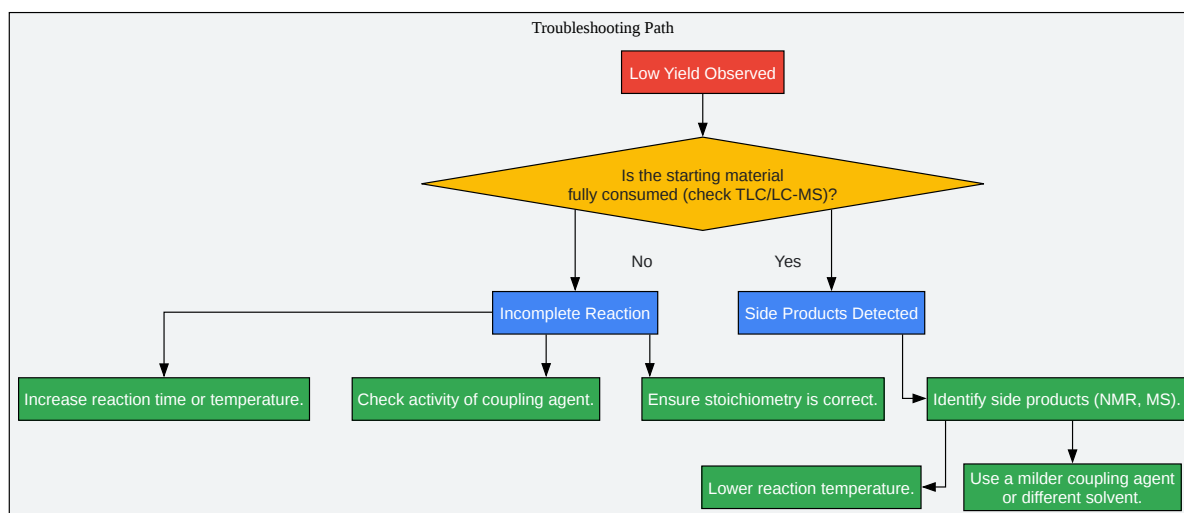 Troubleshooting Path
Low Yield Observed
Is the starting material
fully consumed (check TLC/LC-MS)?
No
Yes
Incomplete Reaction
Side Products Detected
Increase reaction time or temperature.
Check activity of coupling agent.
Ensure stoichiometry is correct.
Identify side products (NMR, MS).
Lower reaction temperature.
Use a milder coupling agent
or different solvent.